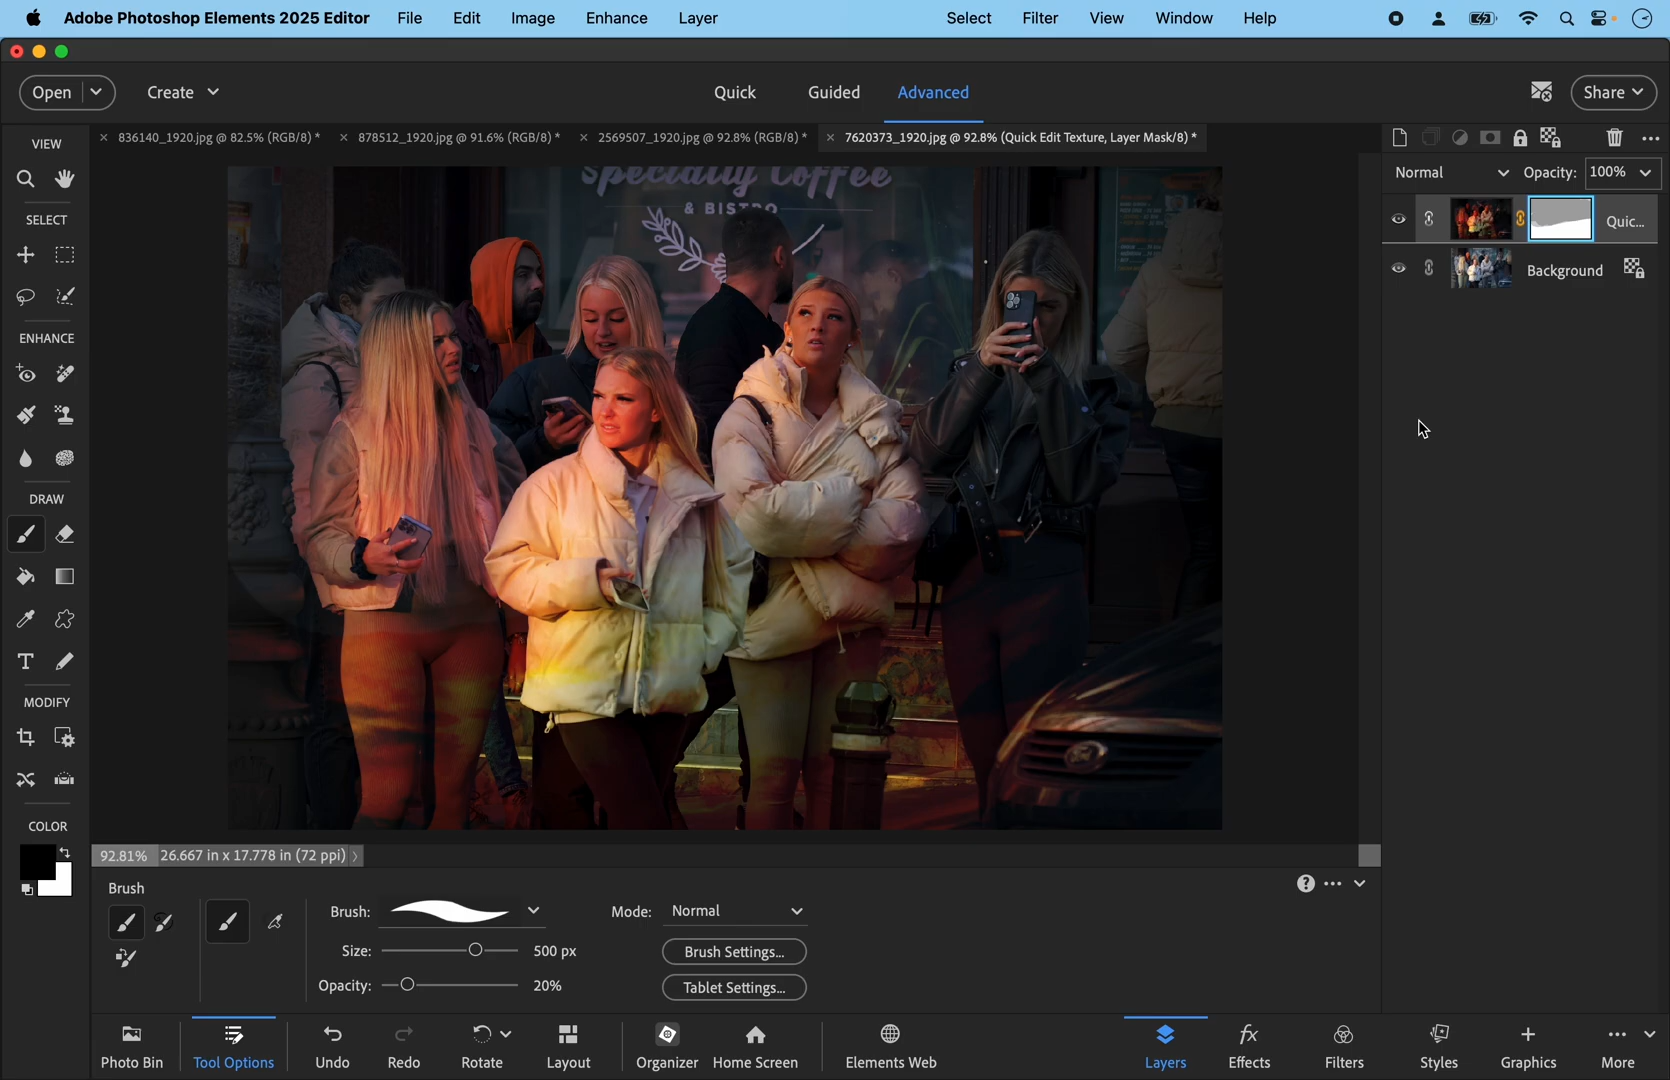 Adobe Photoshop Elements 2025 Editor File Edit Image Enhance Layer Select Filter View Window Help
Open Create Quick Guided Advanced Share
VIEW
836140_1920.jpg @ 82.5% (RGB/8) * 878512_1920.jpg @ 91.6% (RGB/8) * 2569507_1920.jpg @ 92.8% (RGB/8) * 7620373_1920.jpg @ 92.8% (Quick Edit Texture, Layer Mask/8) *
Normal Opacity: 100%
Specialty Coffee
& BISTRO
Quic...
Background
SELECT
ENHANCE
DRAW
MODIFY
COLOR
92.81% 26.667 in x 17.778 in (72 ppi)
Brush
Brush: Mode: Normal
Size: 500 px Brush Settings...
Opacity: 20% Tablet Settings...
Photo Bin Tool Options Undo Redo Rotate Layout Organizer Home Screen Elements Web Layers Effects Filters Styles Graphics More